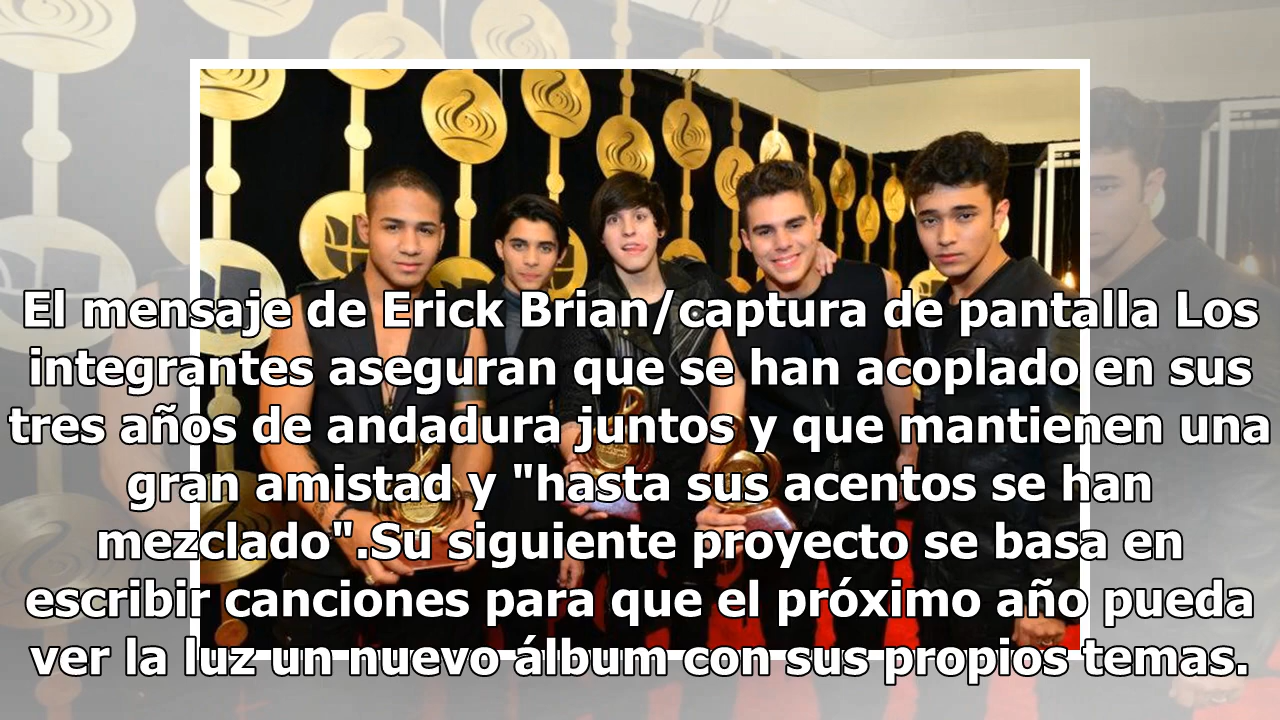 El mensaje de Erick Brian/captura de pantalla Los
integrantes aseguran que se han acoplado en sus
tres años de andadura juntos y que mantienen una
gran amistad y "hasta sus acentos se han
mezclado".Su siguiente proyecto se basa en
escribir canciones para que el próximo año pueda
ver la luz un nuevo álbum con sus propios temas.